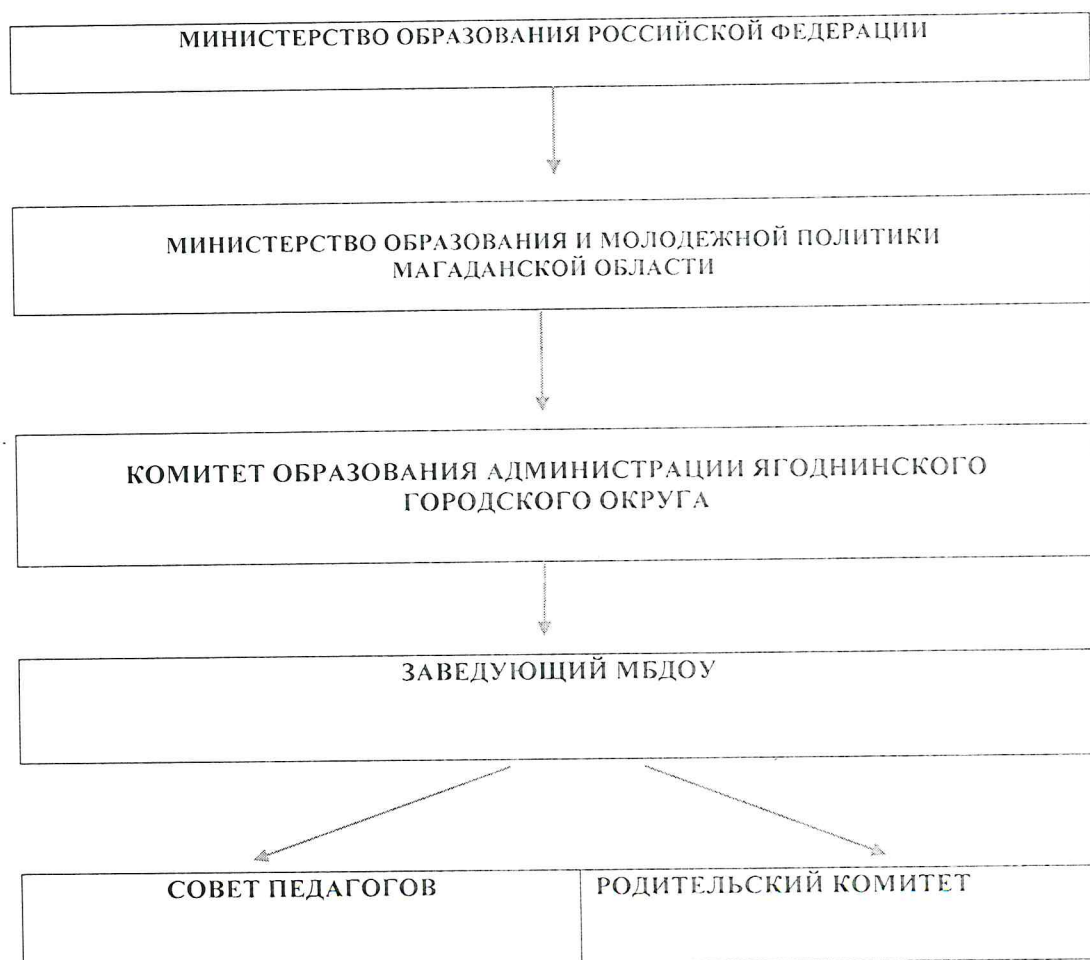 МИНИСТЕРСТВО ОБРАЗОВАНИЯ РОССИЙСКОЙ ФЕДЕРАЦИИ
МИНИСТЕРСТВО ОБРАЗОВАНИЯ И МОЛОДЕЖНОЙ ПОЛИТИКИ
МАГАДАНСКОЙ ОБЛАСТИ
КОМИТЕТ ОБРАЗОВАНИЯ АДМИНИСТРАЦИИ ЯГОДНИНСКОГО
ГОРОДСКОГО ОКРУГА
ЗАВЕДУЮЩИЙ МБДОУ
СОВЕТ ПЕДАГОГОВ
РОДИТЕЛЬСКИЙ КОМИТЕТ